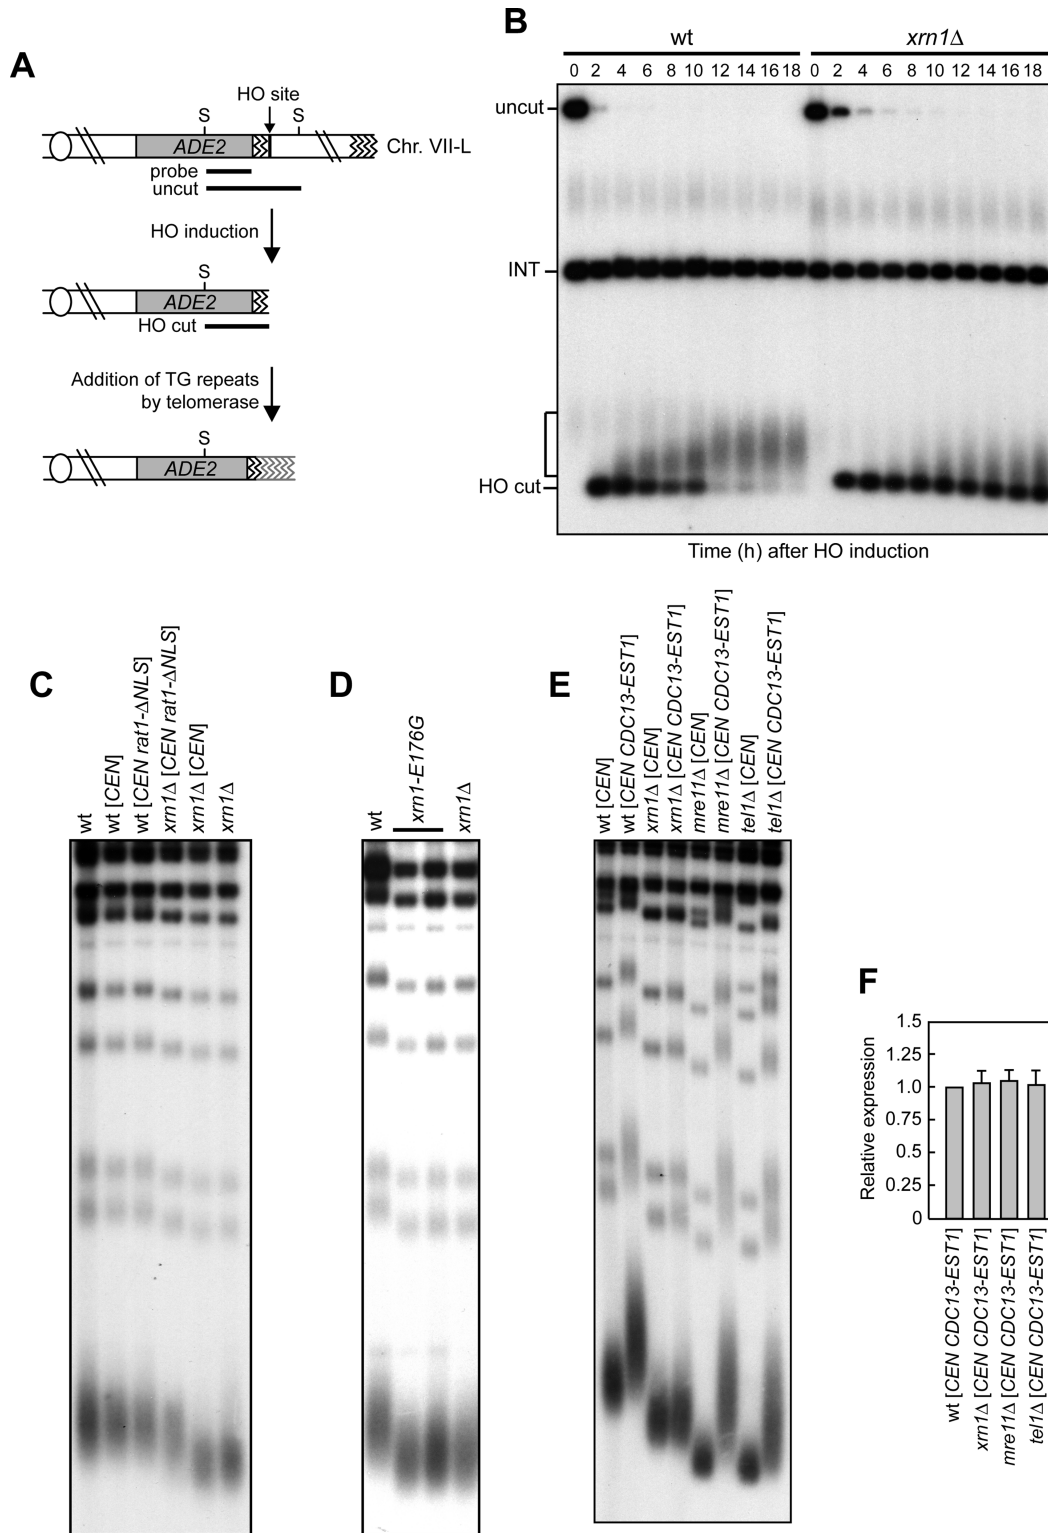 A
HO site
S
S
ADE2
Chr. VII-L
probe
uncut
HO induction
S
ADE2
HO cut
Addition of TG repeats
by telomerase
S
ADE2
B
wt
xrn1Δ
0 2 4 6 8 10 12 14 16 18 0 2 4 6 8 10 12 14 16 18
uncut
INT
HO cut
Time (h) after HO induction
C
wt
wt [CEN]
wt [CEN rat1-ΔNLS]
xrn1Δ [CEN rat1-ΔNLS]
xrn1Δ [CEN]
xrn1Δ
D
wt
xrn1-E176G
xrn1Δ
E
wt [CEN]
wt [CEN CDC13-EST1]
xrn1Δ [CEN]
xrn1Δ [CEN CDC13-EST1]
mre11Δ [CEN]
mre11Δ [CEN CDC13-EST1]
tel1Δ [CEN]
tel1Δ [CEN CDC13-EST1]
F
Relative expression
1.5
1.25
1.0
0.75
0.5
0.25
0
wt [CEN CDC13-EST1]
xrn1Δ [CEN CDC13-EST1]
mre11Δ [CEN CDC13-EST1]
tel1Δ [CEN CDC13-EST1]